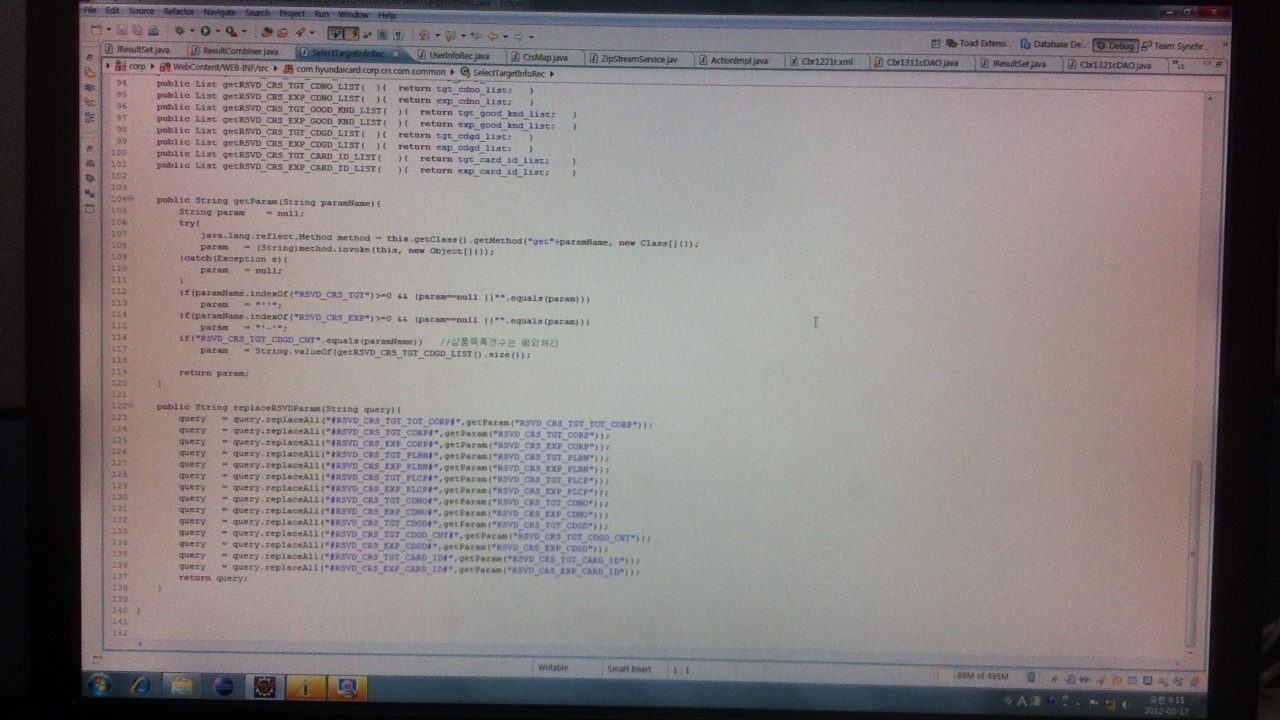 File Edit Source Refactor Navigate Search Project Run Window Help
Toad Extensi... Database De... Debug Team Synchr...
JResultSet.java ResultCombiner.java SelectTargetInfoRec UserInfoRec.java CrsMap.java ZipStreamService.jav ActionImpl.java Cbr1221r.xml Cbr1311cDAO.java IResultSet.java Cbr1321cDAO.java
corp WebContent/WEB-INF/src com.hyundaicard.corp.crs.com.common SelectTargetInfoRec
94 public List getRSVD_CRS_TGT_CDNO_LIST( ){ return tgt_cdno_list; }
95 public List getRSVD_CRS_EXP_CDNO_LIST( ){ return exp_cdno_list; }
96 public List getRSVD_CRS_TGT_GOOD_KND_LIST( ){ return tgt_good_knd_list; }
97 public List getRSVD_CRS_EXP_GOOD_KND_LIST( ){ return exp_good_knd_list; }
98 public List getRSVD_CRS_TGT_CDGD_LIST( ){ return tgt_cdgd_list; }
99 public List getRSVD_CRS_EXP_CDGD_LIST( ){ return exp_cdgd_list; }
100 public List getRSVD_CRS_TGT_CARD_ID_LIST( ){ return tgt_card_id_list; }
101 public List getRSVD_CRS_EXP_CARD_ID_LIST( ){ return exp_card_id_list; }
102
103
104 public String getParam(String paramName){
105 String param = null;
106 try{
107 java.lang.reflect.Method method = this.getClass().getMethod("get"+paramName, new Class[]{});
108 param = (String)method.invoke(this, new Object[]{});
109 }catch(Exception e){
110 param = null;
111 }
112 if(paramName.indexOf("RSVD_CRS_TGT")>=0 && (param==null ||"".equals(param)))
113 param = "''";
114 if(paramName.indexOf("RSVD_CRS_EXP")>=0 && (param==null ||"".equals(param)))
115 param = "'-'";
116 if("RSVD_CRS_TGT_CDGD_CNT".equals(paramName)) //상품목록갯수는 예외처리
117 param = String.valueOf(getRSVD_CRS_TGT_CDGD_LIST().size());
118
119 return param;
120 }
121
122 public String replaceRSVDParam(String query){
123 query = query.replaceAll("#RSVD_CRS_TGT_TOT_CORP#",getParam("RSVD_CRS_TGT_TOT_CORP"));
124 query = query.replaceAll("#RSVD_CRS_TGT_CORP#",getParam("RSVD_CRS_TGT_CORP"));
125 query = query.replaceAll("#RSVD_CRS_EXP_CORP#",getParam("RSVD_CRS_EXP_CORP"));
126 query = query.replaceAll("#RSVD_CRS_TGT_PLBN#",getParam("RSVD_CRS_TGT_PLBN"));
127 query = query.replaceAll("#RSVD_CRS_EXP_PLBN#",getParam("RSVD_CRS_EXP_PLBN"));
128 query = query.replaceAll("#RSVD_CRS_TGT_PLCP#",getParam("RSVD_CRS_TGT_PLCP"));
129 query = query.replaceAll("#RSVD_CRS_EXP_PLCP#",getParam("RSVD_CRS_EXP_PLCP"));
130 query = query.replaceAll("#RSVD_CRS_TGT_CDNO#",getParam("RSVD_CRS_TGT_CDNO"));
131 query = query.replaceAll("#RSVD_CRS_EXP_CDNO#",getParam("RSVD_CRS_EXP_CDNO"));
132 query = query.replaceAll("#RSVD_CRS_TGT_CDGD#",getParam("RSVD_CRS_TGT_CDGD"));
133 query = query.replaceAll("#RSVD_CRS_TGT_CDGD_CNT#",getParam("RSVD_CRS_TGT_CDGD_CNT"));
134 query = query.replaceAll("#RSVD_CRS_EXP_CDGD#",getParam("RSVD_CRS_EXP_CDGD"));
135 query = query.replaceAll("#RSVD_CRS_TGT_CARD_ID#",getParam("RSVD_CRS_TGT_CARD_ID"));
136 query = query.replaceAll("#RSVD_CRS_EXP_CARD_ID#",getParam("RSVD_CRS_EXP_CARD_ID"));
137 return query;
138 }
139
140 }
141
142
Writable Smart Insert 1 : 1 88M of 495M
A 漢 오전 9:15
2012-03-17